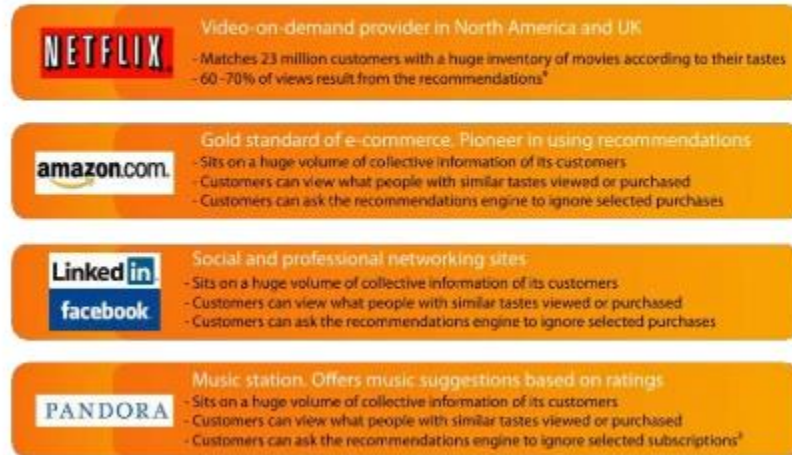 NETFLIX
Video-on-demand provider in North America and UK
- Matches 23 million customers with a huge inventory of movies according to their tastes
- 60 -70% of views result from the recommendations
amazon.com.
Gold standard of e-commerce. Pioneer in using recommendations
- Sits on a huge volume of collective information of its customers
- Customers can view what people with similar tastes viewed or purchased
- Customers can ask the recommendations engine to ignore selected purchases
Linked in
facebook
Social and professional networking sites
- Sits on a huge volume of collective information of its customers
- Customers can view what people with similar tastes viewed or purchased
- Customers can ask the recommendations engine to ignore selected purchases
PANDORA
Music station. Offers music suggestions based on ratings
- Sits on a huge volume of collective information of its customers
- Customers can view what people with similar tastes viewed or purchased
- Customers can ask the recommendations engine to ignore selected subscriptions